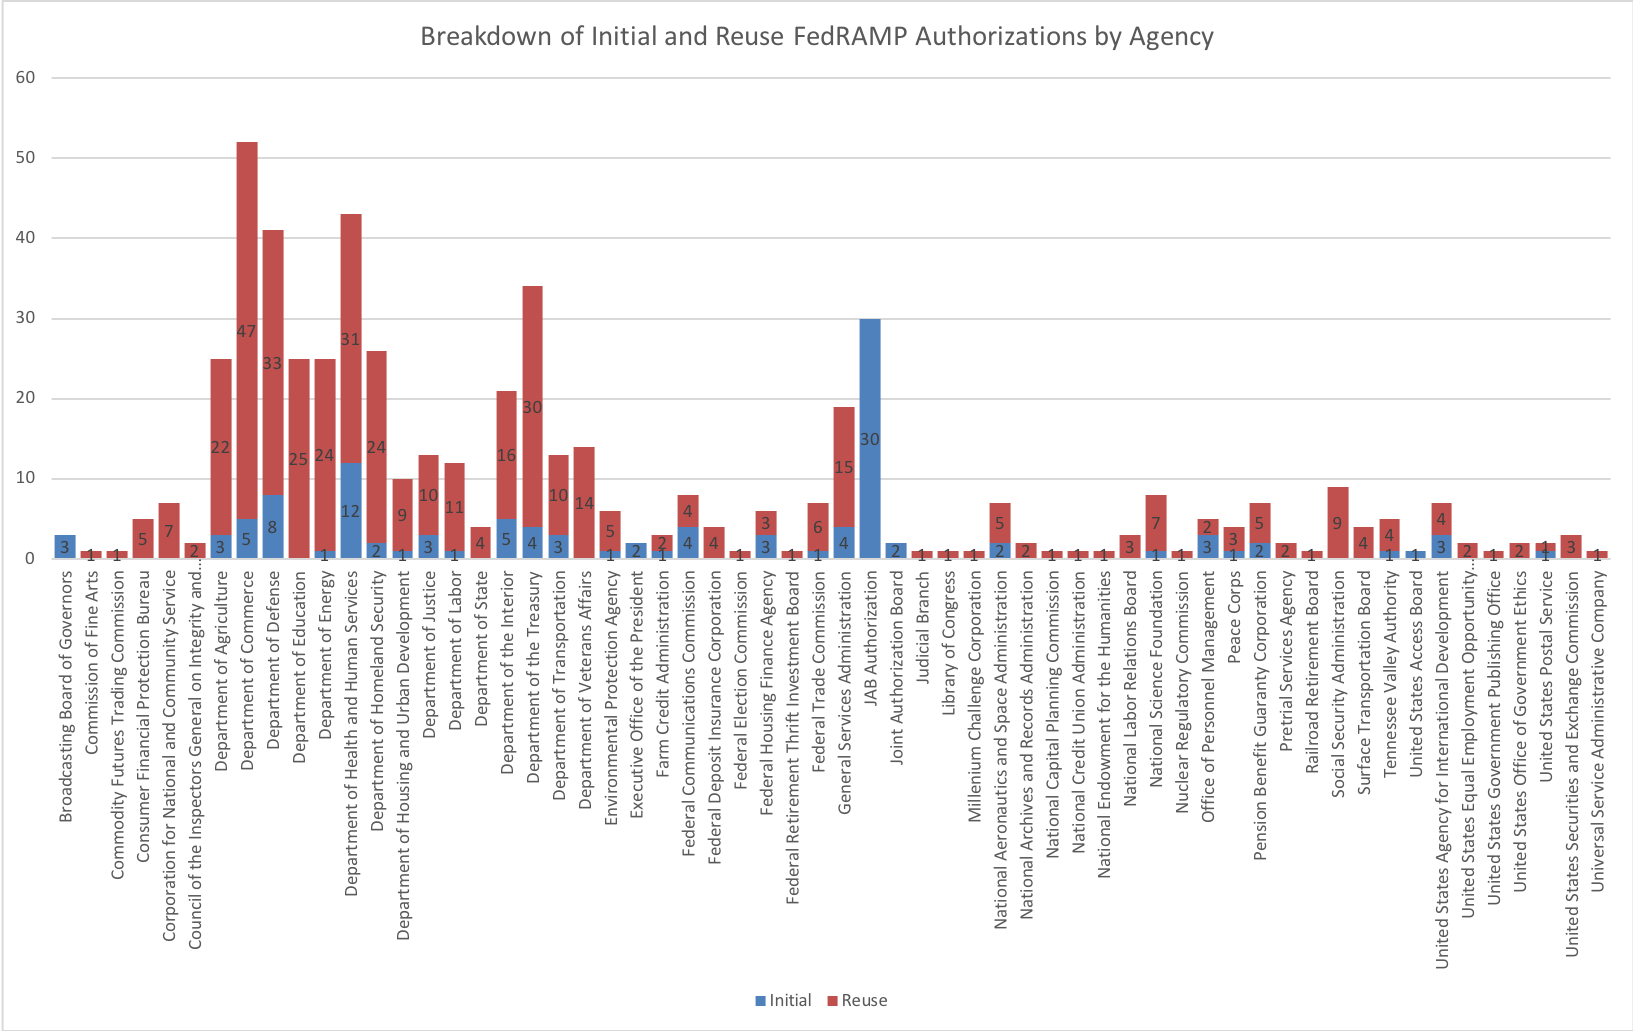 Breakdown of Initial and Reuse FedRAMP Authorizations by Agency
60
50
40
30
20
10
0
3
1
1
5
7
2
3 22
5 47
8 33
25
1 24
12 31
2 24
1 9
3 10
1 11
4
5 16
4 30
3 10
14
1 5
2
1 2
4 4
4
1
3 3
1
1 6
4 15
30
2
1
1
1
2 5
2
1
1
1
3
1 7
1
3 2
1 3
2 5
2
1
9
4
1 4
1
3 4
2
1
2
1 1
3
1
Broadcasting Board of Governors
Commission of Fine Arts
Commodity Futures Trading Commission
Consumer Financial Protection Bureau
Corporation for National and Community Service
Council of the Inspectors General on Integrity and…
Department of Agriculture
Department of Commerce
Department of Defense
Department of Education
Department of Energy
Department of Health and Human Services
Department of Homeland Security
Department of Housing and Urban Development
Department of Justice
Department of Labor
Department of State
Department of the Interior
Department of the Treasury
Department of Transportation
Department of Veterans Affairs
Environmental Protection Agency
Executive Office of the President
Farm Credit Administration
Federal Communications Commission
Federal Deposit Insurance Corporation
Federal Election Commission
Federal Housing Finance Agency
Federal Retirement Thrift Investment Board
Federal Trade Commission
General Services Administration
JAB Authorization
Joint Authorization Board
Judicial Branch
Library of Congress
Millenium Challenge Corporation
National Aeronautics and Space Administration
National Archives and Records Administration
National Capital Planning Commission
National Credit Union Administration
National Endowment for the Humanities
National Labor Relations Board
National Science Foundation
Nuclear Regulatory Commission
Office of Personnel Management
Peace Corps
Pension Benefit Guaranty Corporation
Pretrial Services Agency
Railroad Retirement Board
Social Security Administration
Surface Transportation Board
Tennessee Valley Authority
United States Access Board
United States Agency for International Development
United States Equal Employment Opportunity…
United States Government Publishing Office
United States Office of Government Ethics
United States Postal Service
United States Securities and Exchange Commission
Universal Service Administrative Company
Initial Reuse